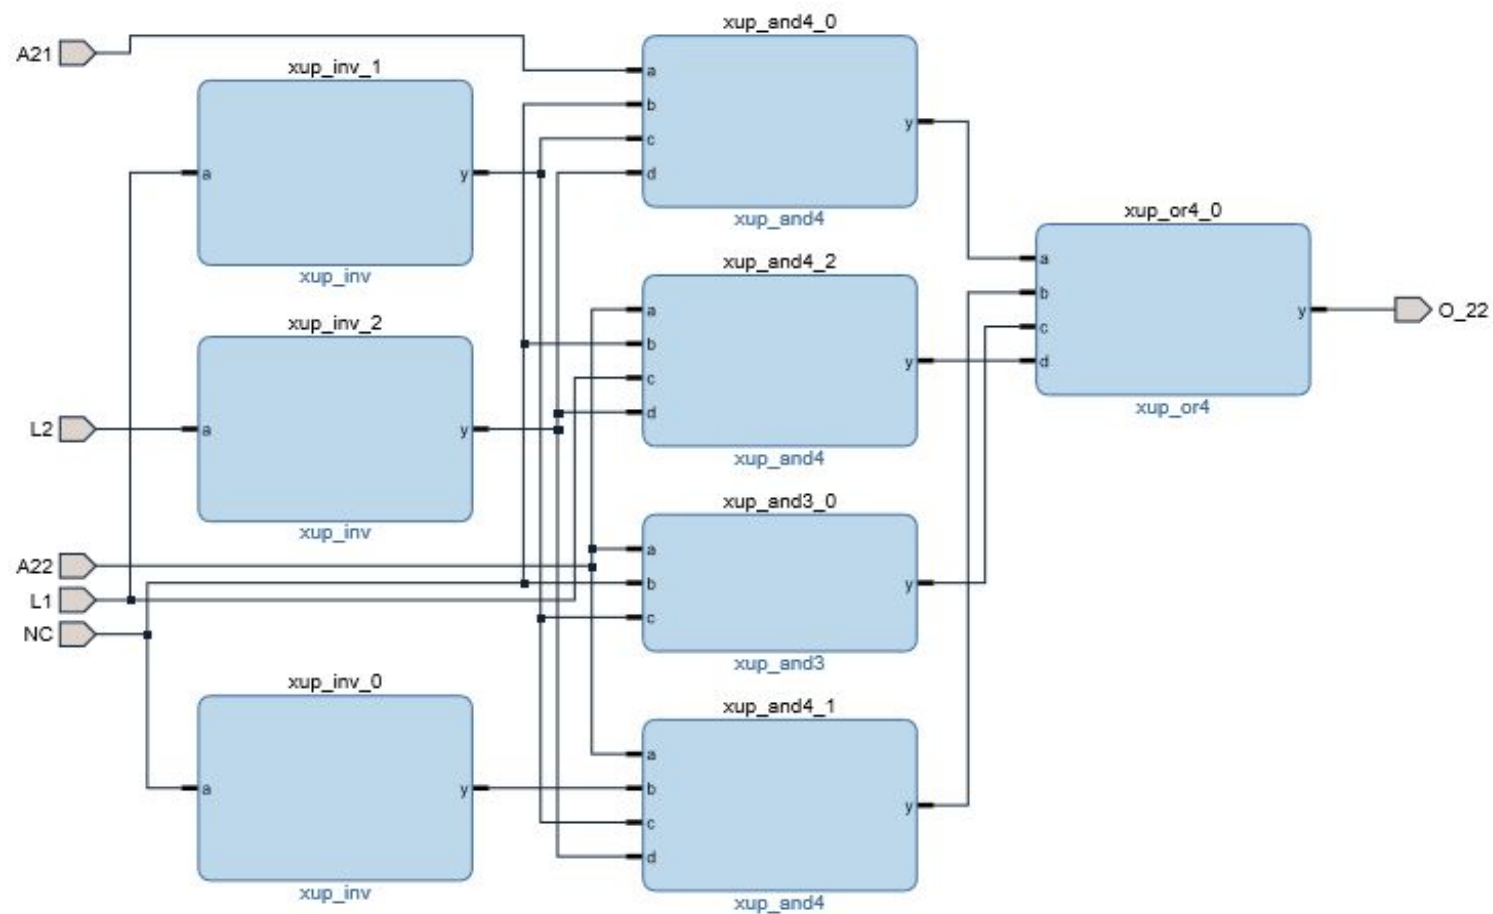 A21
xup_inv_1
a
y
xup_inv
xup_inv_2
L2
a
y
xup_inv
A22
L1
NC
xup_inv_0
a
y
xup_inv
xup_and4_0
a
b
c
d
y
xup_and4
xup_and4_2
a
b
c
d
y
xup_and4
xup_and3_0
a
b
c
y
xup_and3
xup_and4_1
a
b
c
d
y
xup_and4
xup_or4_0
a
b
c
d
y
xup_or4
O_22